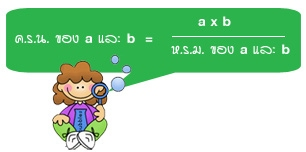 a x b
ค.ร.น. ของ a และ b =
ห.ร.ม. ของ a และ b